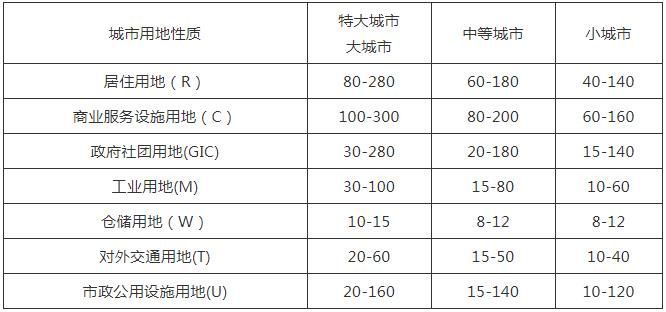 城市用地性质 特大城市 中等城市 小城市
大城市
居住用地（R） 80-280 60-180 40-140
商业服务设施用地（C） 100-300 80-200 60-160
政府社团用地(GIC) 30-280 20-180 15-140
工业用地(M) 30-100 15-80 10-60
仓储用地（W） 10-15 8-12 8-12
对外交通用地(T) 20-60 15-50 10-40
市政公用设施用地(U) 20-160 15-140 10-120